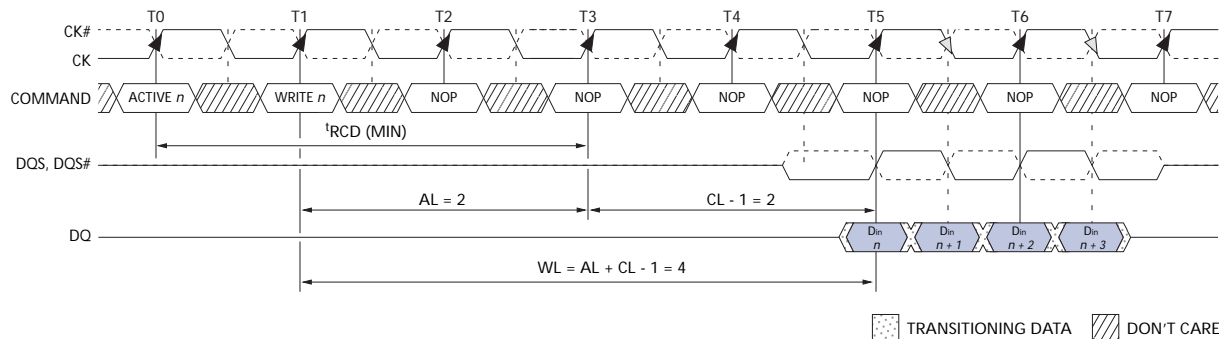 T0 T1 T2 T3 T4 T5 T6 T7
CK#
CK
COMMAND ACTIVE n WRITE n NOP NOP NOP NOP NOP NOP
tRCD (MIN)
DQS, DQS#
AL = 2 CL - 1 = 2
DQ Din n Din n + 1 Din n + 2 Din n + 3
WL = AL + CL - 1 = 4
TRANSITIONING DATA DON'T CARE